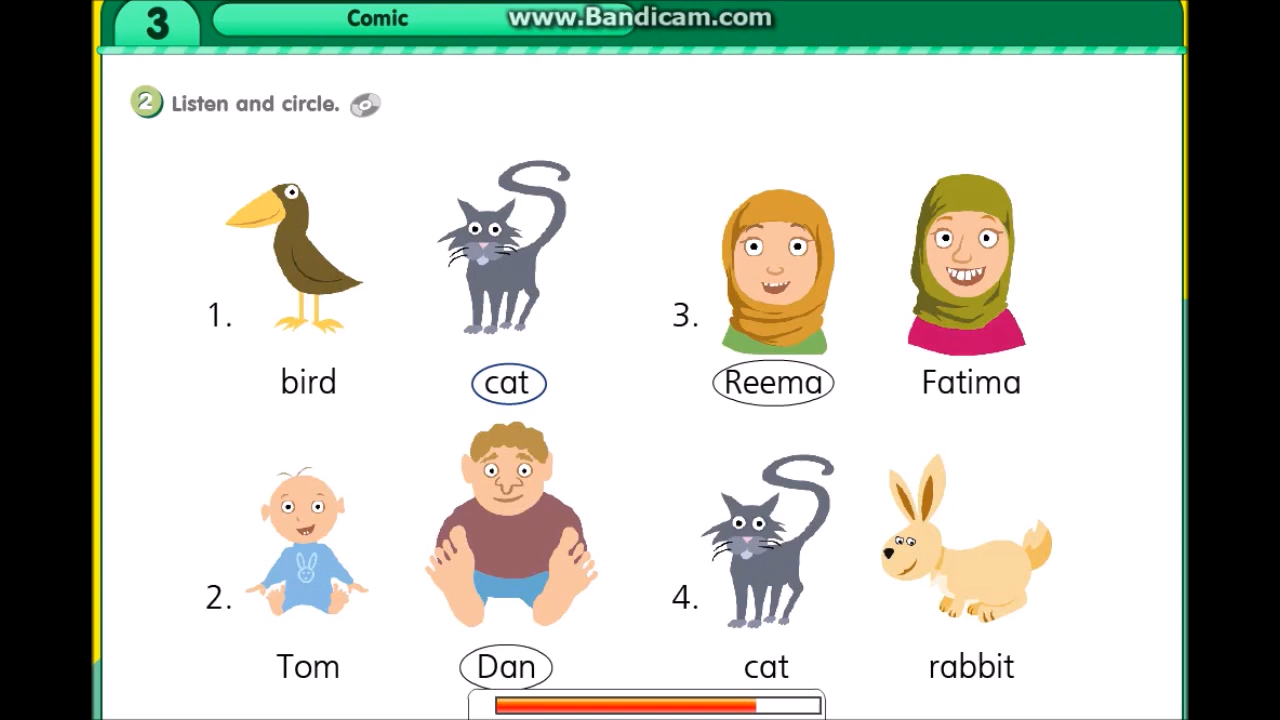 3
Comic
www.Bandicam.com
2 Listen and circle.
1.
bird
cat
3.
Reema
Fatima
2.
Tom
Dan
4.
cat
rabbit